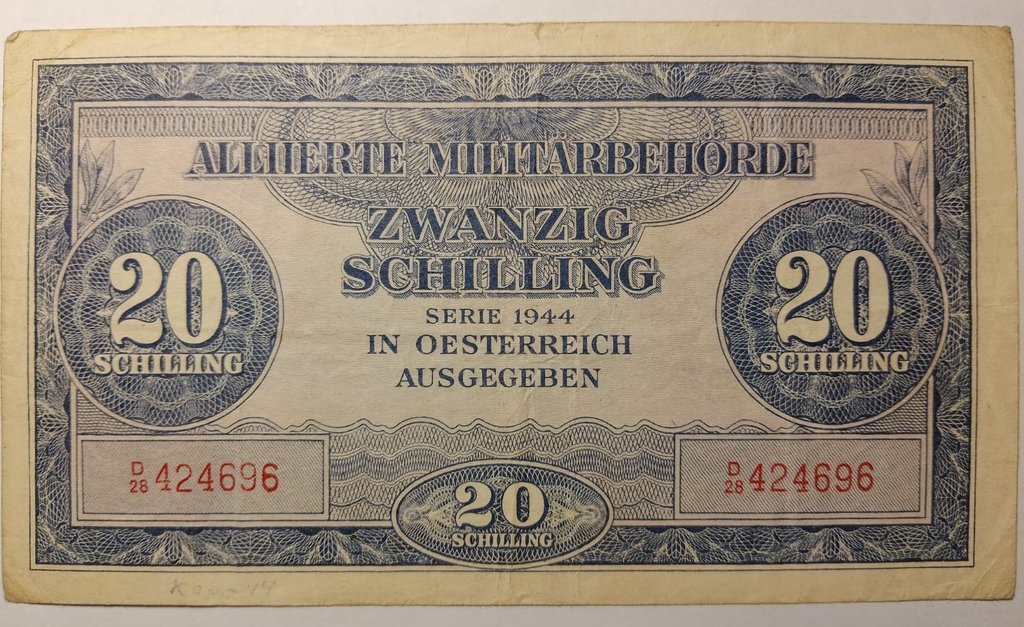 ALLIIERTE MILITÄRBEHÖRDE
ZWANZIG
SCHILLING
SERIE 1944
IN OESTERREICH
AUSGEGEBEN
20
SCHILLING
20
SCHILLING
D
28 424696
D
28 424696
20
SCHILLING